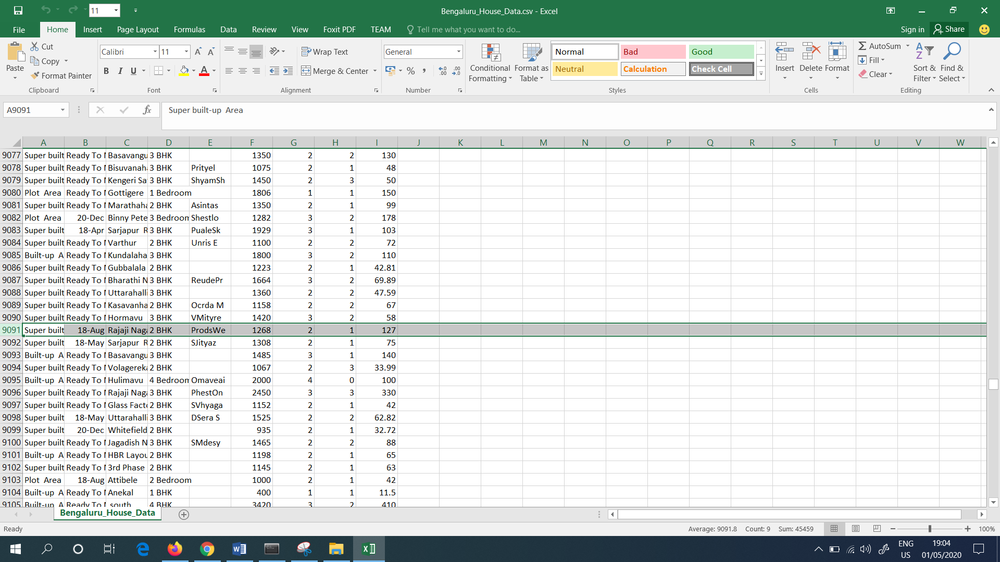 11
Bengaluru_House_Data.csv - Excel
File Home Insert Page Layout Formulas Data Review View Foxit PDF TEAM Tell me what you want to do... Sign in Share
Paste
Cut
Copy
Format Painter
Clipboard
Calibri 11
B I U
Font
Wrap Text
Merge & Center
Alignment
General
Number
Conditional Formatting
Format as Table
Normal Bad Good
Neutral Calculation Check Cell
Styles
Insert Delete Format
Cells
AutoSum
Fill
Clear
Sort & Filter
Find & Select
Editing
A9091 fx Super built-up  Area
A B C D E F G H I J K L M N O P Q R S T U V W
9077 Super built Ready To Basavangu 3 BHK 1350 2 2 130
9078 Super built Ready To Bisuvanaha 3 BHK Prityel 1075 2 1 48
9079 Super built Ready To Kengeri Sa 3 BHK ShyamSh 1450 2 3 50
9080 Plot  Area Ready To Gottigere 1 Bedroom 1806 1 1 150
9081 Super built Ready To Marathaha 2 BHK Asintas 1350 2 1 99
9082 Plot  Area 20-Dec Binny Pete 3 Bedroom Shestlo 1282 3 2 178
9083 Super built 18-Apr Sarjapur  R 3 BHK PualeSk 1929 3 1 103
9084 Super built Ready To Varthur 2 BHK Unris E 1100 2 2 72
9085 Built-up  A Ready To Kundalaha 3 BHK 1800 3 2 110
9086 Super built Ready To Gubbalala 2 BHK 1223 2 1 42.81
9087 Super built Ready To Bharathi N 3 BHK ReudePr 1664 3 2 69.89
9088 Super built Ready To Uttarahalli 3 BHK 1360 2 2 47.59
9089 Super built Ready To Kasavanha 2 BHK Ocrda M 1158 2 2 67
9090 Super built Ready To Hormavu 3 BHK VMityre 1420 3 2 58
9091 Super built 18-Aug Rajaji Naga 2 BHK ProdsWe 1268 2 1 127
9092 Super built 18-May Sarjapur  R 2 BHK SJityaz 1308 2 1 75
9093 Built-up  A Ready To Basavangu 3 BHK 1485 3 1 140
9094 Super built Ready To Volagereka 2 BHK 1067 2 3 33.99
9095 Built-up  A Ready To Hulimavu 4 Bedroom Omaveai 2000 4 0 100
9096 Super built Ready To Rajaji Naga 3 BHK PhestOn 2450 3 3 330
9097 Super built Ready To Glass Facto 2 BHK SVhyaga 1152 2 1 42
9098 Super built 18-May Uttarahalli 3 BHK DSera S 1525 2 2 62.82
9099 Super built 20-Dec Whitefield 2 BHK 935 2 1 32.72
9100 Super built Ready To Jagadish N 3 BHK SMdesy 1465 2 2 88
9101 Built-up  A Ready To HBR Layou 2 BHK 1198 2 1 65
9102 Super built Ready To 3rd Phase 2 BHK 1145 2 1 63
9103 Plot  Area 18-Aug Attibele 2 Bedroom 1000 2 1 42
9104 Built-up  A Ready To Anekal 1 BHK 400 1 1 11.5
9105 Built-up  A Ready To south 4 BHK 3420 3 2 410
Bengaluru_House_Data
Ready Average: 9091.8 Count: 9 Sum: 45459 100%
ENG US
19:04
01/05/2020